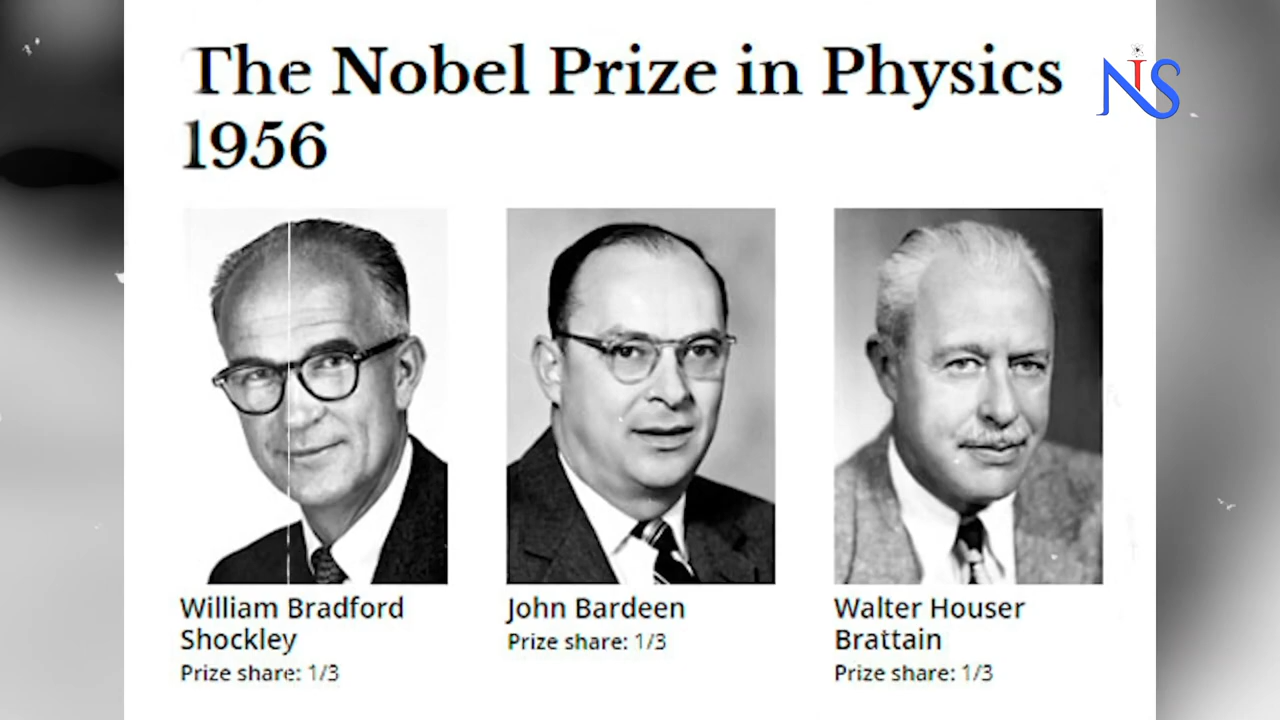 The Nobel Prize in Physics
1956
NIS
William Bradford
Shockley
Prize share: 1/3
John Bardeen
Prize share: 1/3
Walter Houser
Brattain
Prize share: 1/3